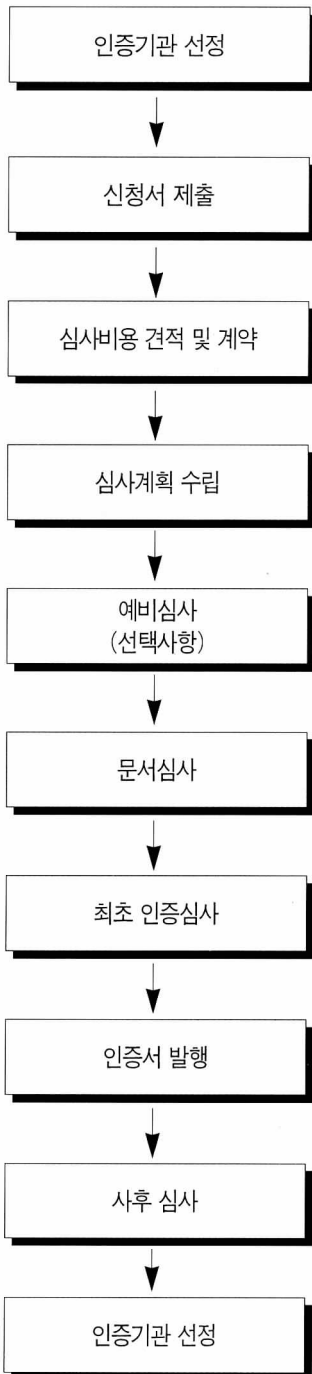 인증기관 선정
신청서 제출
심사비용 견적 및 계약
심사계획 수립
예비심사
(선택사항)
문서심사
최초 인증심사
인증서 발행
사후 심사
인증기관 선정